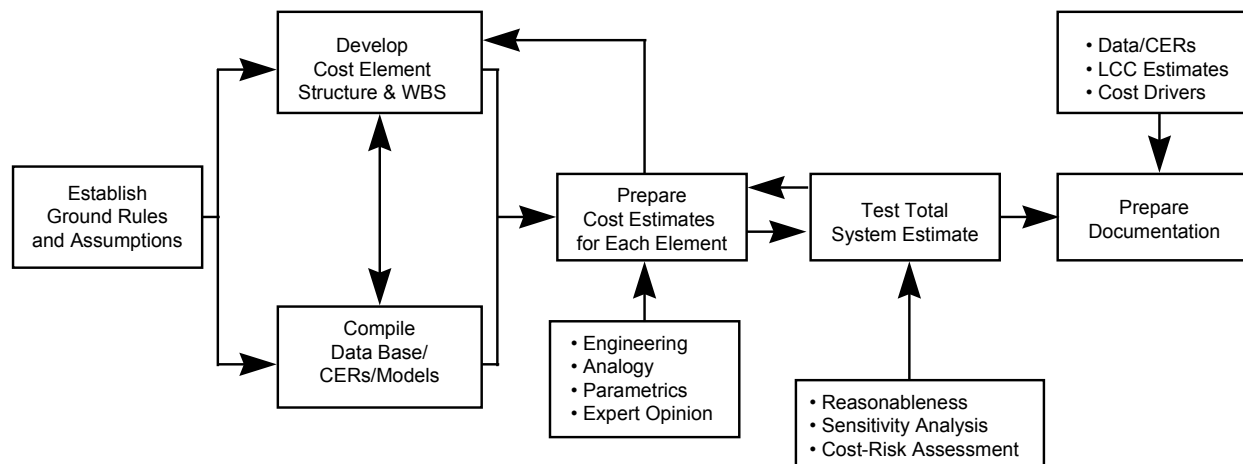 Develop
Cost Element
Structure & WBS
• Data/CERs
• LCC Estimates
• Cost Drivers
Establish
Ground Rules
and Assumptions
Prepare
Cost Estimates
for Each Element
Test Total
System Estimate
Prepare
Documentation
Compile
Data Base/
CERs/Models
• Engineering
• Analogy
• Parametrics
• Expert Opinion
• Reasonableness
• Sensitivity Analysis
• Cost-Risk Assessment